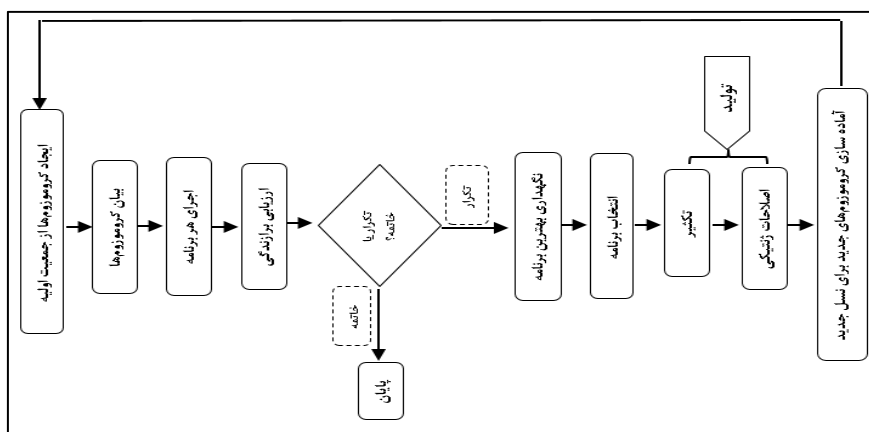 ایجاد کروموزوم‌ها از جمعیت اولیه
بیان کروموزوم‌ها
اجرای هر برنامه
ارزیابی برازندگی
تکرار یا
خاتمه؟
تکرار
خاتمه
پایان
نگهداری بهترین برنامه
انتخاب برنامه
تکثیر
تولید
اصلاحات ژنتیکی
آماده سازی کروموزوم‌های جدید برای نسل جدید